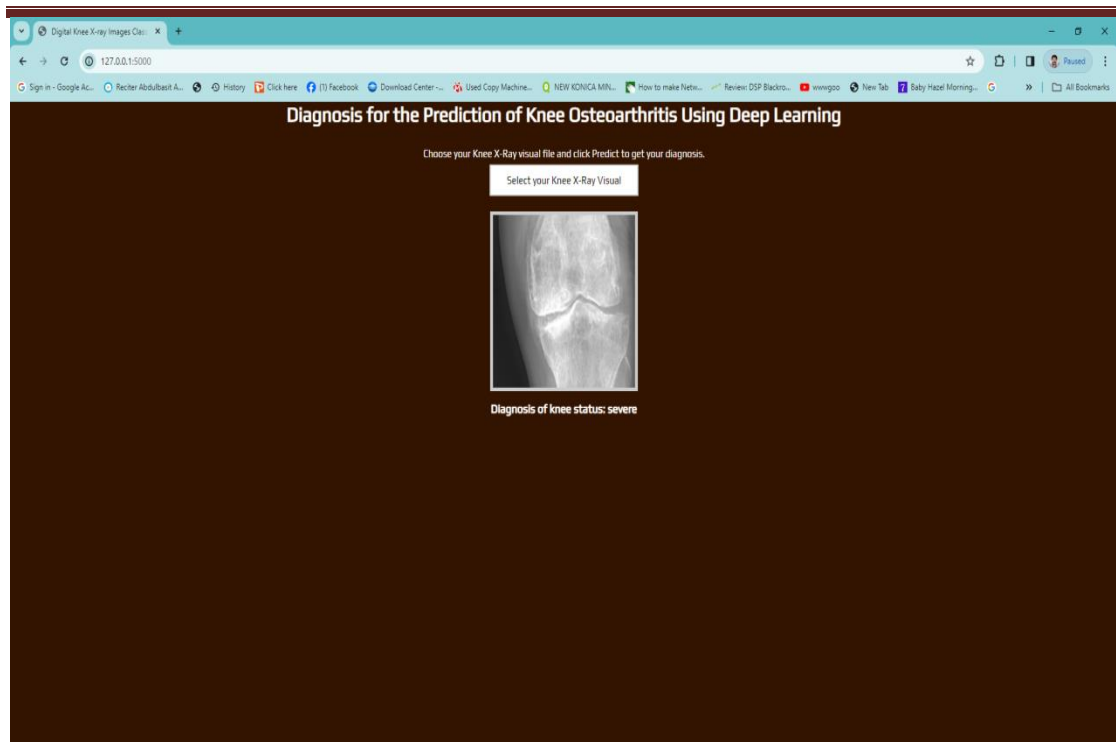 Digital Knee X-ray Images Clas
127.0.0.1:5000
Paused
Sign in - Google Ac... Reciter Abdulbasit A... History Click here (1) Facebook Download Center -... Used Copy Machine... NEW KONICA MIN... How to make Netw... Review: DSP Blackro... wwwgoo New Tab Baby Hazel Morning... » All Bookmarks
Diagnosis for the Prediction of Knee Osteoarthritis Using Deep Learning
Choose your Knee X-Ray visual file and click Predict to get your diagnosis.
Select your Knee X-Ray Visual
Diagnosis of knee status: severe